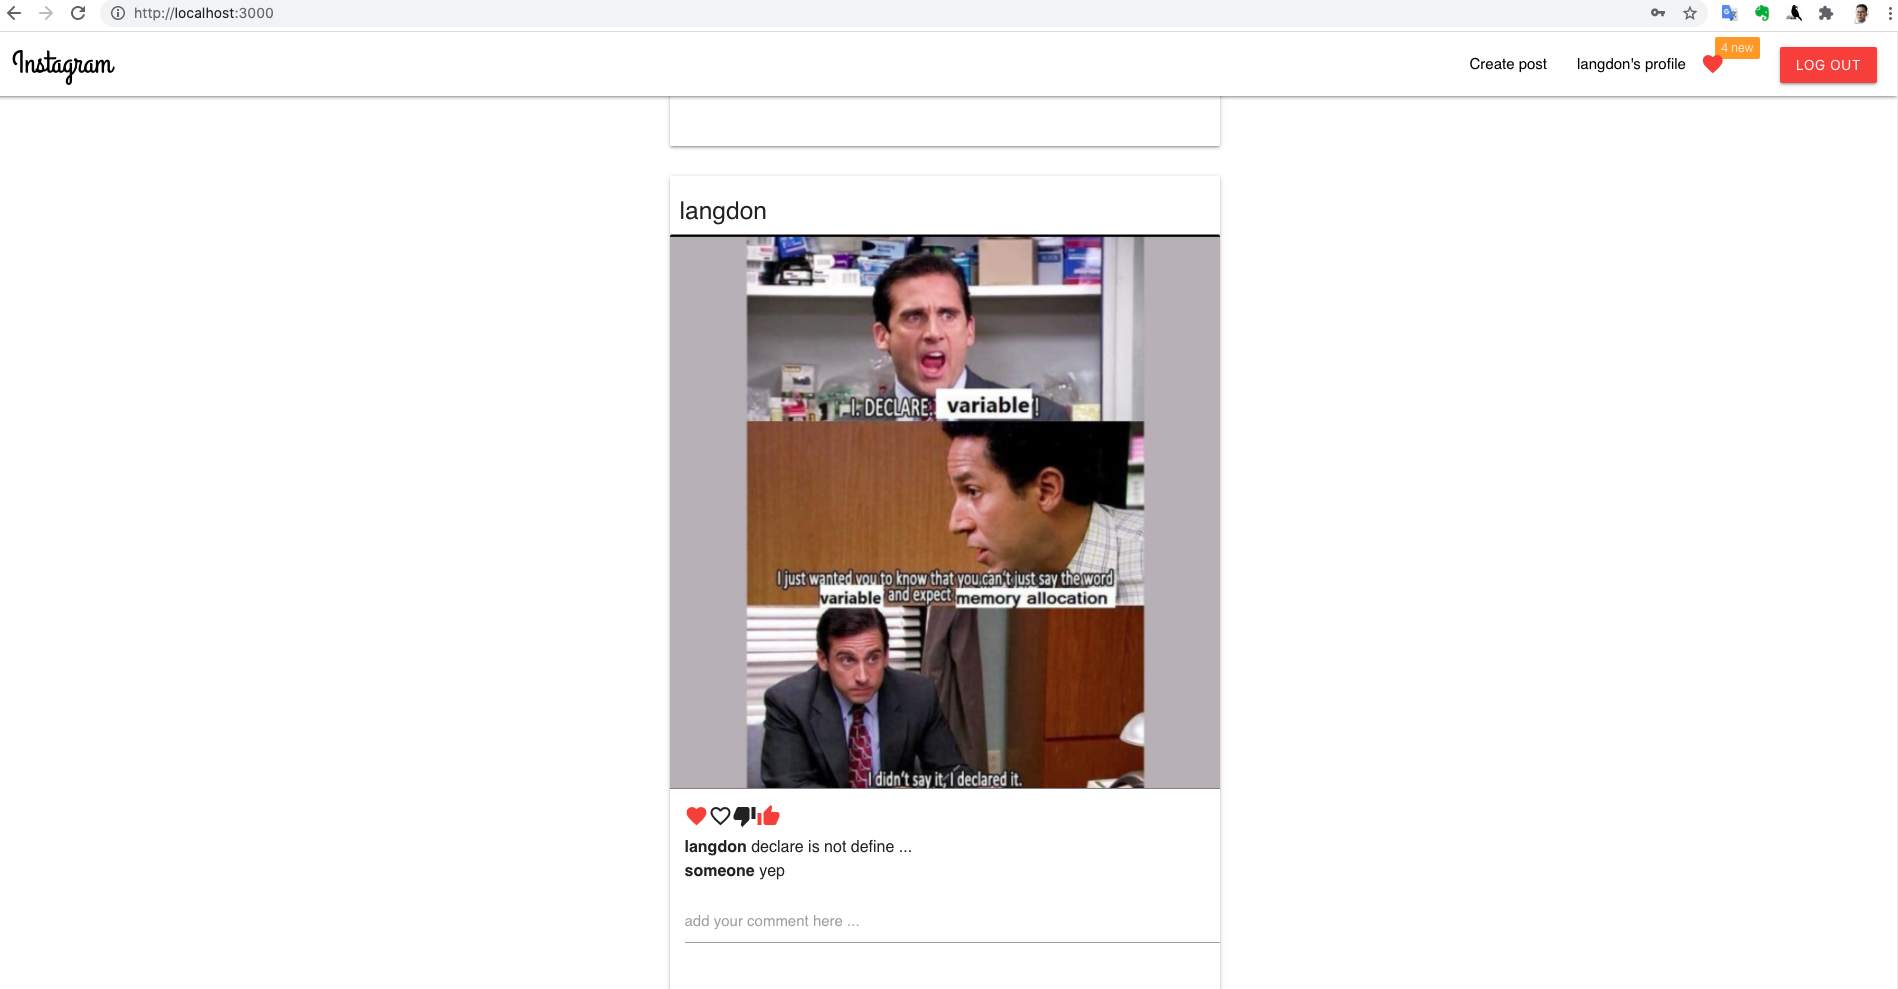 http://localhost:3000
Instagram
Create post
langdon's profile
4 new
LOG OUT
langdon
I. DECLARE. variable!
I just wanted you to know that you can't just say the word
variable and expect memory allocation
I didn't say it, I declared it.
langdon declare is not define ...
someone yep
add your comment here ...